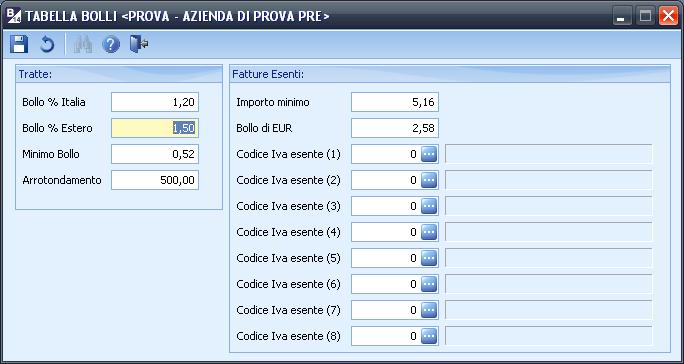 TABELLA BOLLI <PROVA - AZIENDA DI PROVA PRE>
Tratte:
Bollo % Italia 1,20
Bollo % Estero 1,50
Minimo Bollo 0,52
Arrotondamento 500,00
Fatture Esenti:
Importo minimo 5,16
Bollo di EUR 2,58
Codice Iva esente (1) 0
Codice Iva esente (2) 0
Codice Iva esente (3) 0
Codice Iva esente (4) 0
Codice Iva esente (5) 0
Codice Iva esente (6) 0
Codice Iva esente (7) 0
Codice Iva esente (8) 0